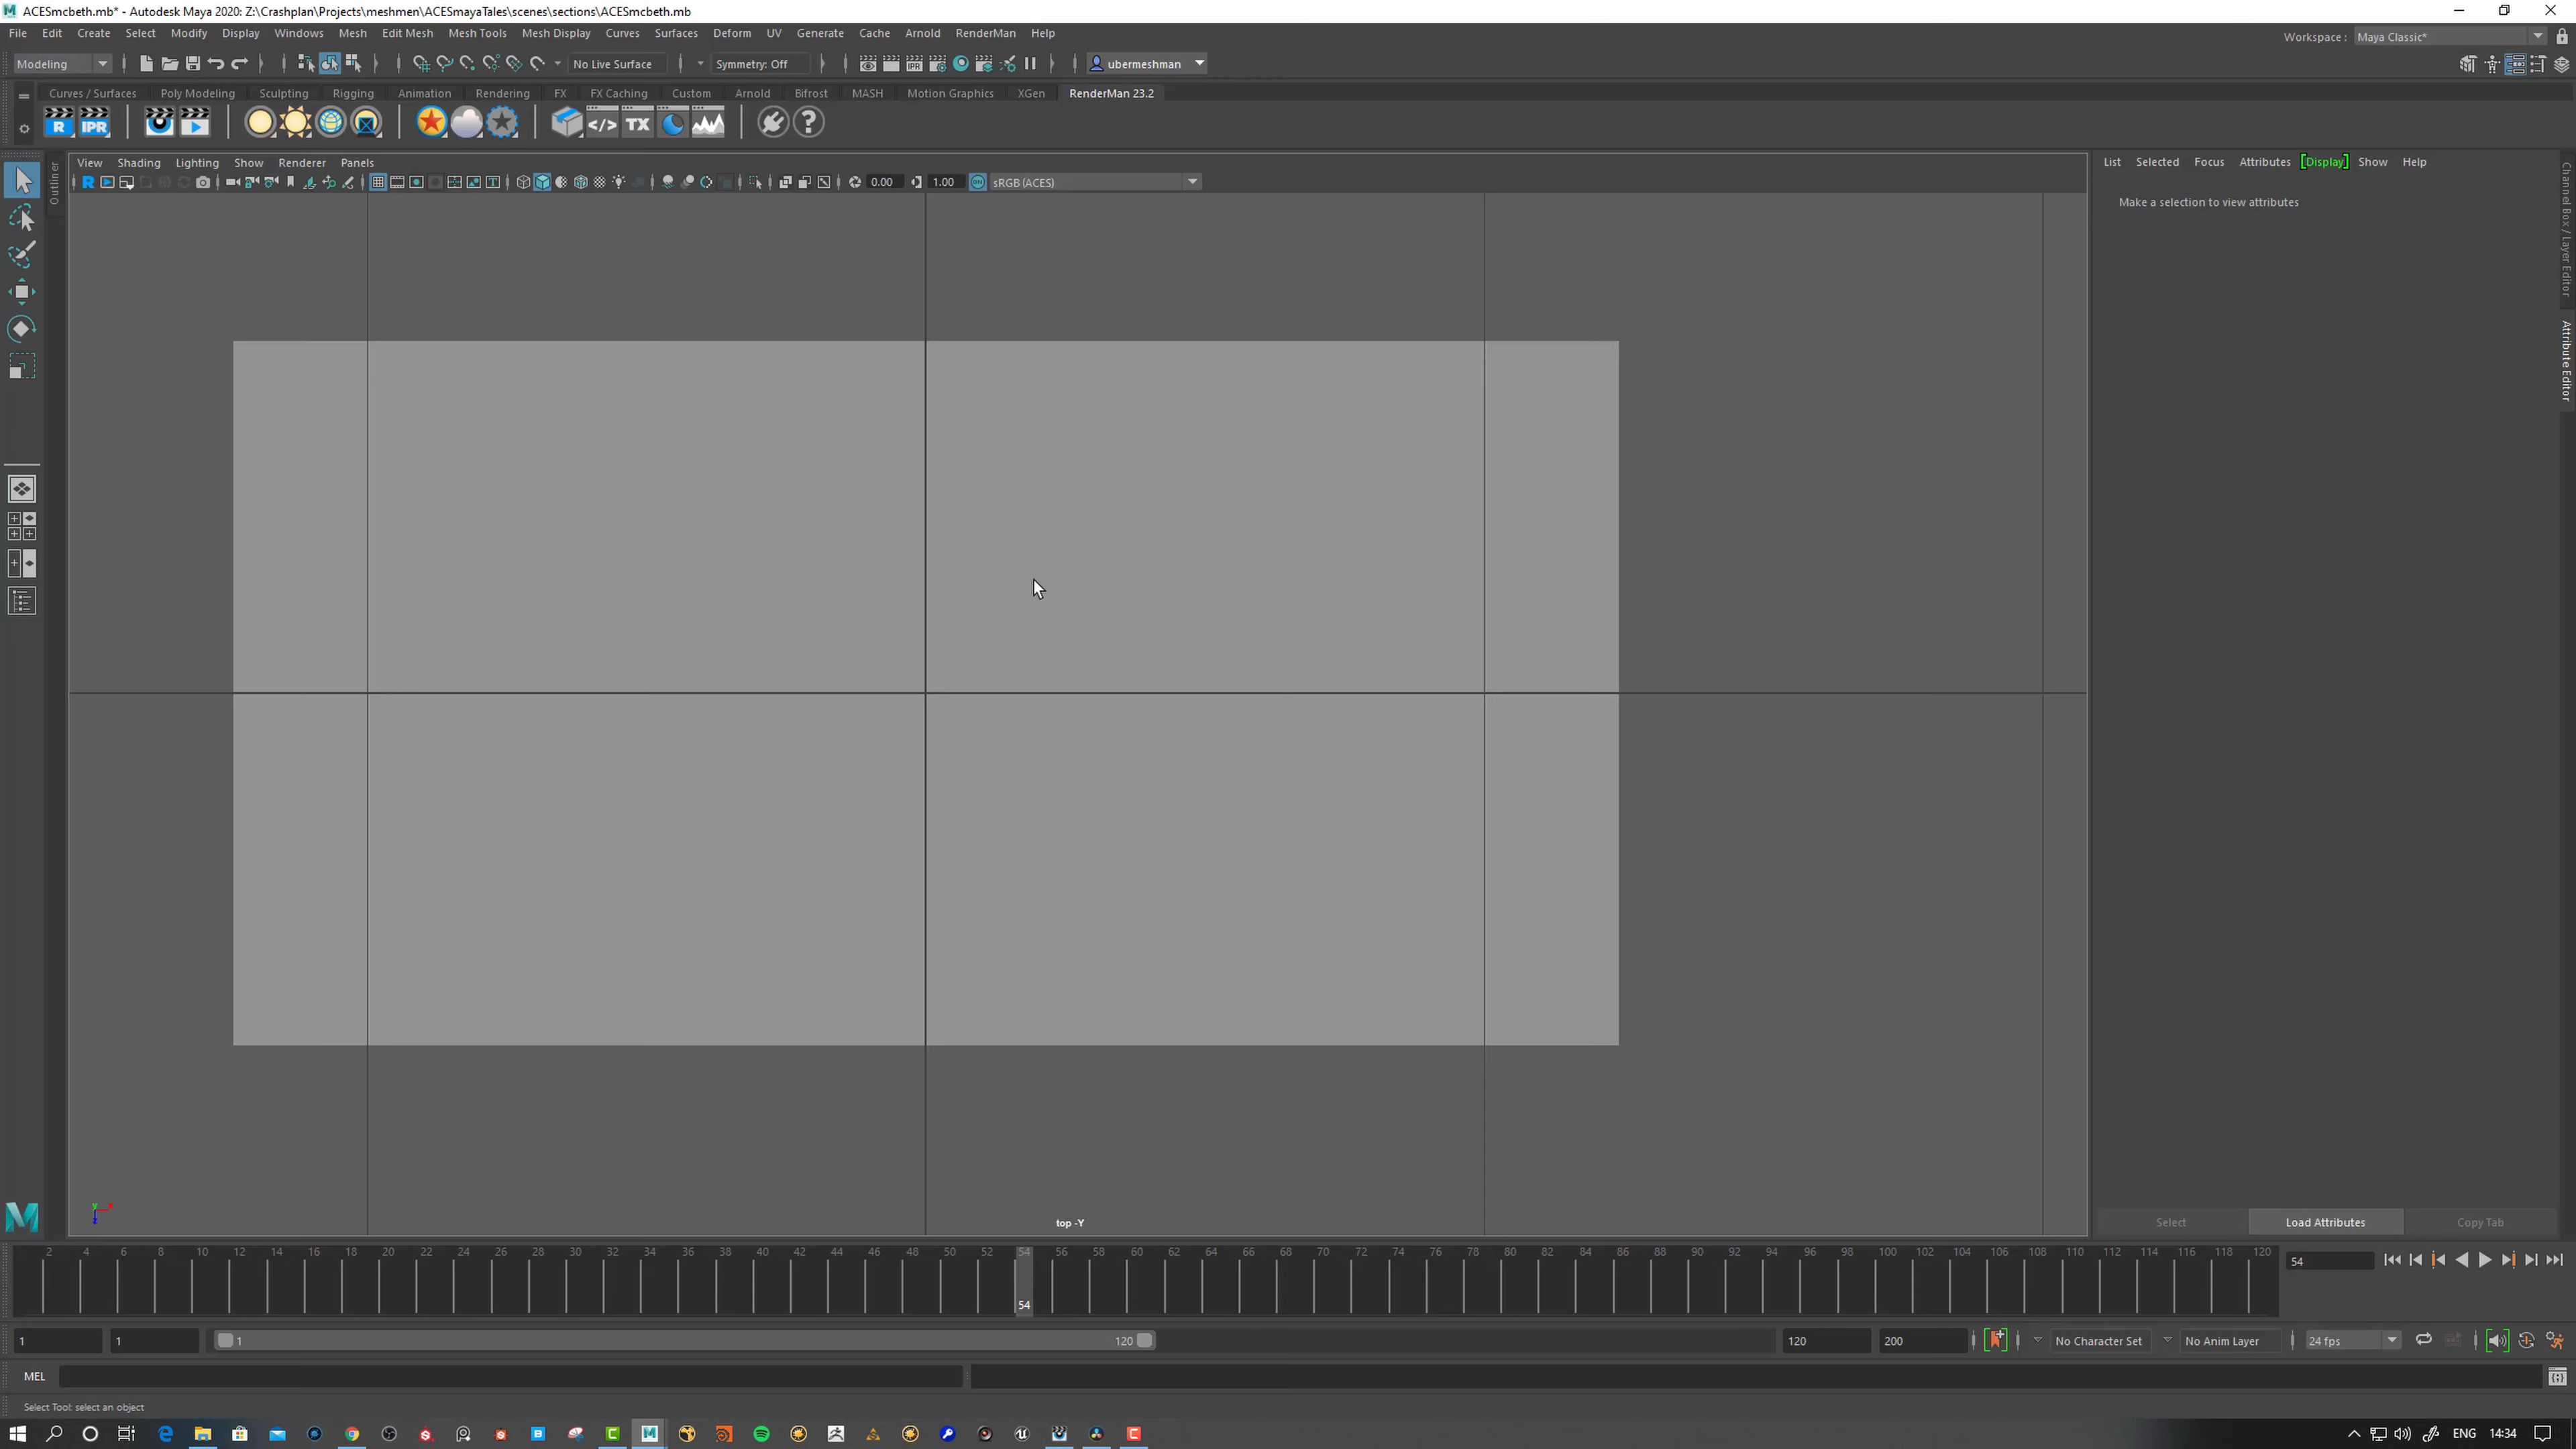 ACESmcbeth.mb* - Autodesk Maya 2020: Z:\Crashplan\Projects\meshmen\ACESmayaTales\scenes\sections\ACESmcbeth.mb
File Edit Create Select Modify Display Windows Mesh Edit Mesh Mesh Tools Mesh Display Curves Surfaces Deform UV Generate Cache Arnold RenderMan Help
Workspace : Maya Classic*
Modeling No Live Surface Symmetry: Off IPR ubermeshman
Curves / Surfaces Poly Modeling Sculpting Rigging Animation Rendering FX FX Caching Custom Arnold Bifrost MASH Motion Graphics XGen RenderMan 23.2
R IPR </> TX ?
Outliner
View Shading Lighting Show Renderer Panels
List Selected Focus Attributes [Display] Show Help
0.00 1.00 sRGB (ACES)
Make a selection to view attributes
Channel Box / Layer Editor
Attribute Editor
top -Y
Select Load Attributes Copy Tab
2 4 6 8 10 12 14 16 18 20 22 24 26 28 30 32 34 36 38 40 42 44 46 48 50 52 54 56 58 60 62 64 66 68 70 72 74 76 78 80 82 84 86 88 90 92 94 96 98 100 102 104 106 108 110 112 114 116 118 120
54
54
1 1 1 120 120 200 No Character Set No Anim Layer 24 fps
MEL
Select Tool: select an object
ENG 14:34